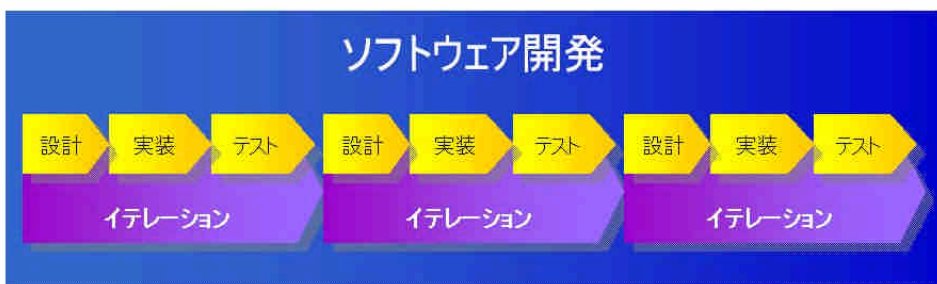 ソフトウェア開発
設計 実装 テスト 設計 実装 テスト 設計 実装 テスト
イテレーション イテレーション イテレーション